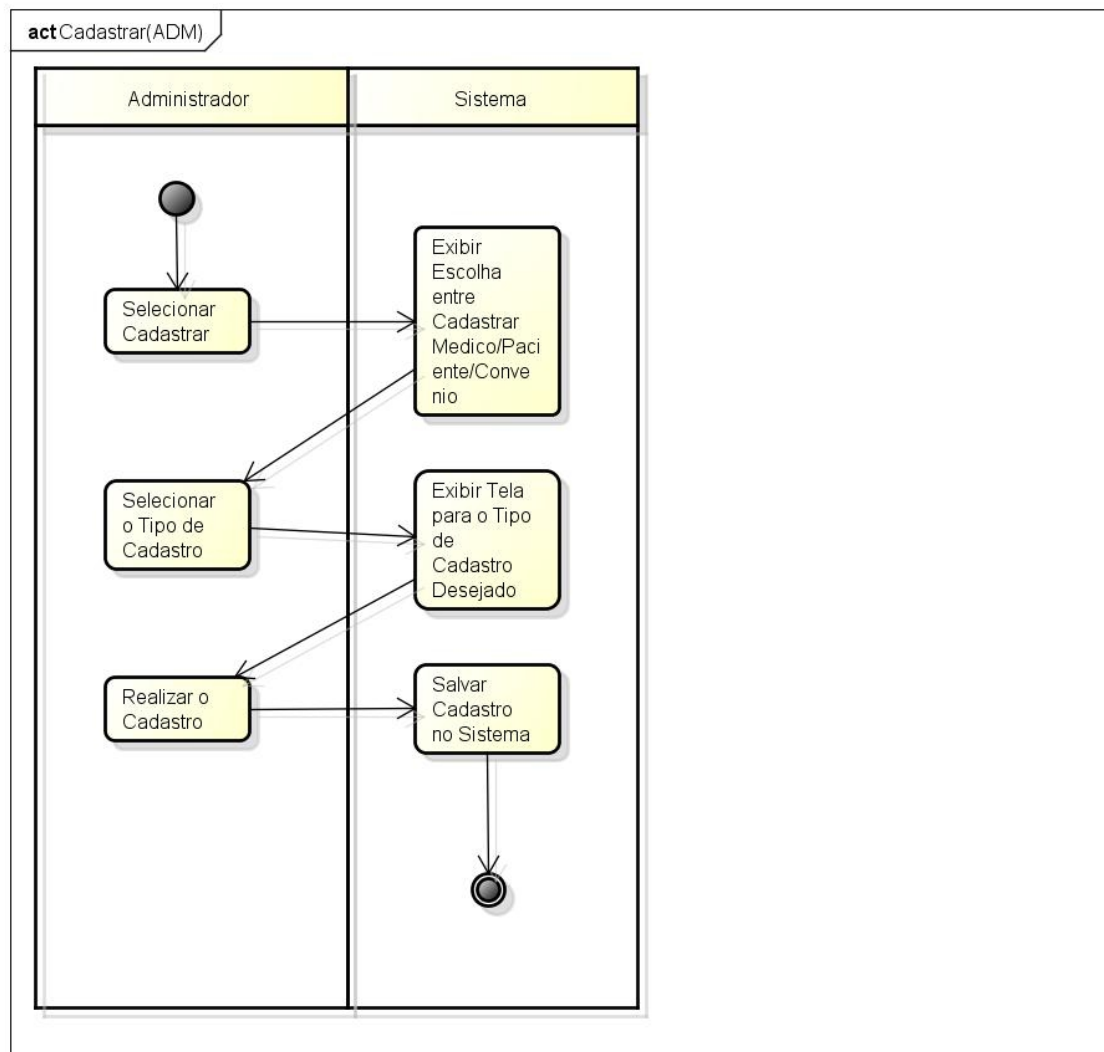 act Cadastrar(ADM)
Administrador
Sistema
Selecionar
Cadastrar
Exibir
Escolha
entre
Cadastrar
Medico/Paci
ente/Conve
nio
Selecionar
o Tipo de
Cadastro
Exibir Tela
para o Tipo
de
Cadastro
Desejado
Realizar o
Cadastro
Salvar
Cadastro
no Sistema